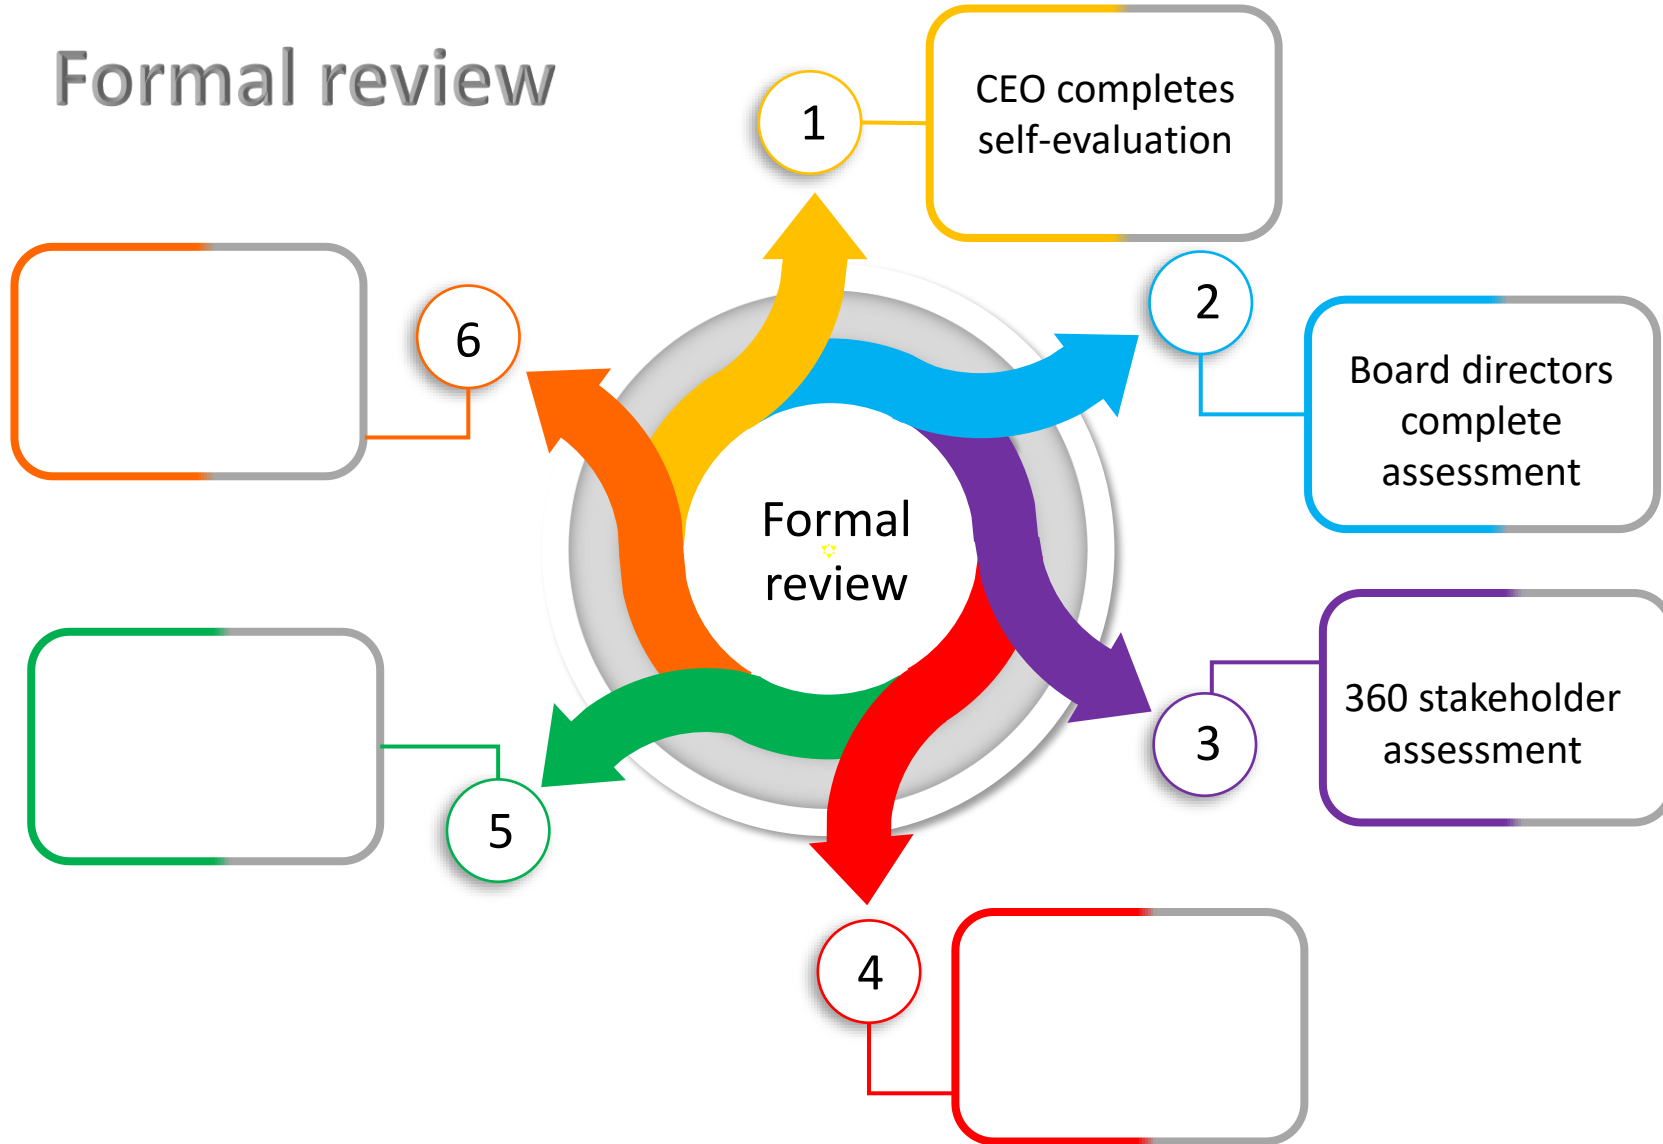 Formal review
1
CEO completes
self-evaluation
2
Board directors
complete
assessment
3
360 stakeholder
assessment
4
5
6
Formal
review